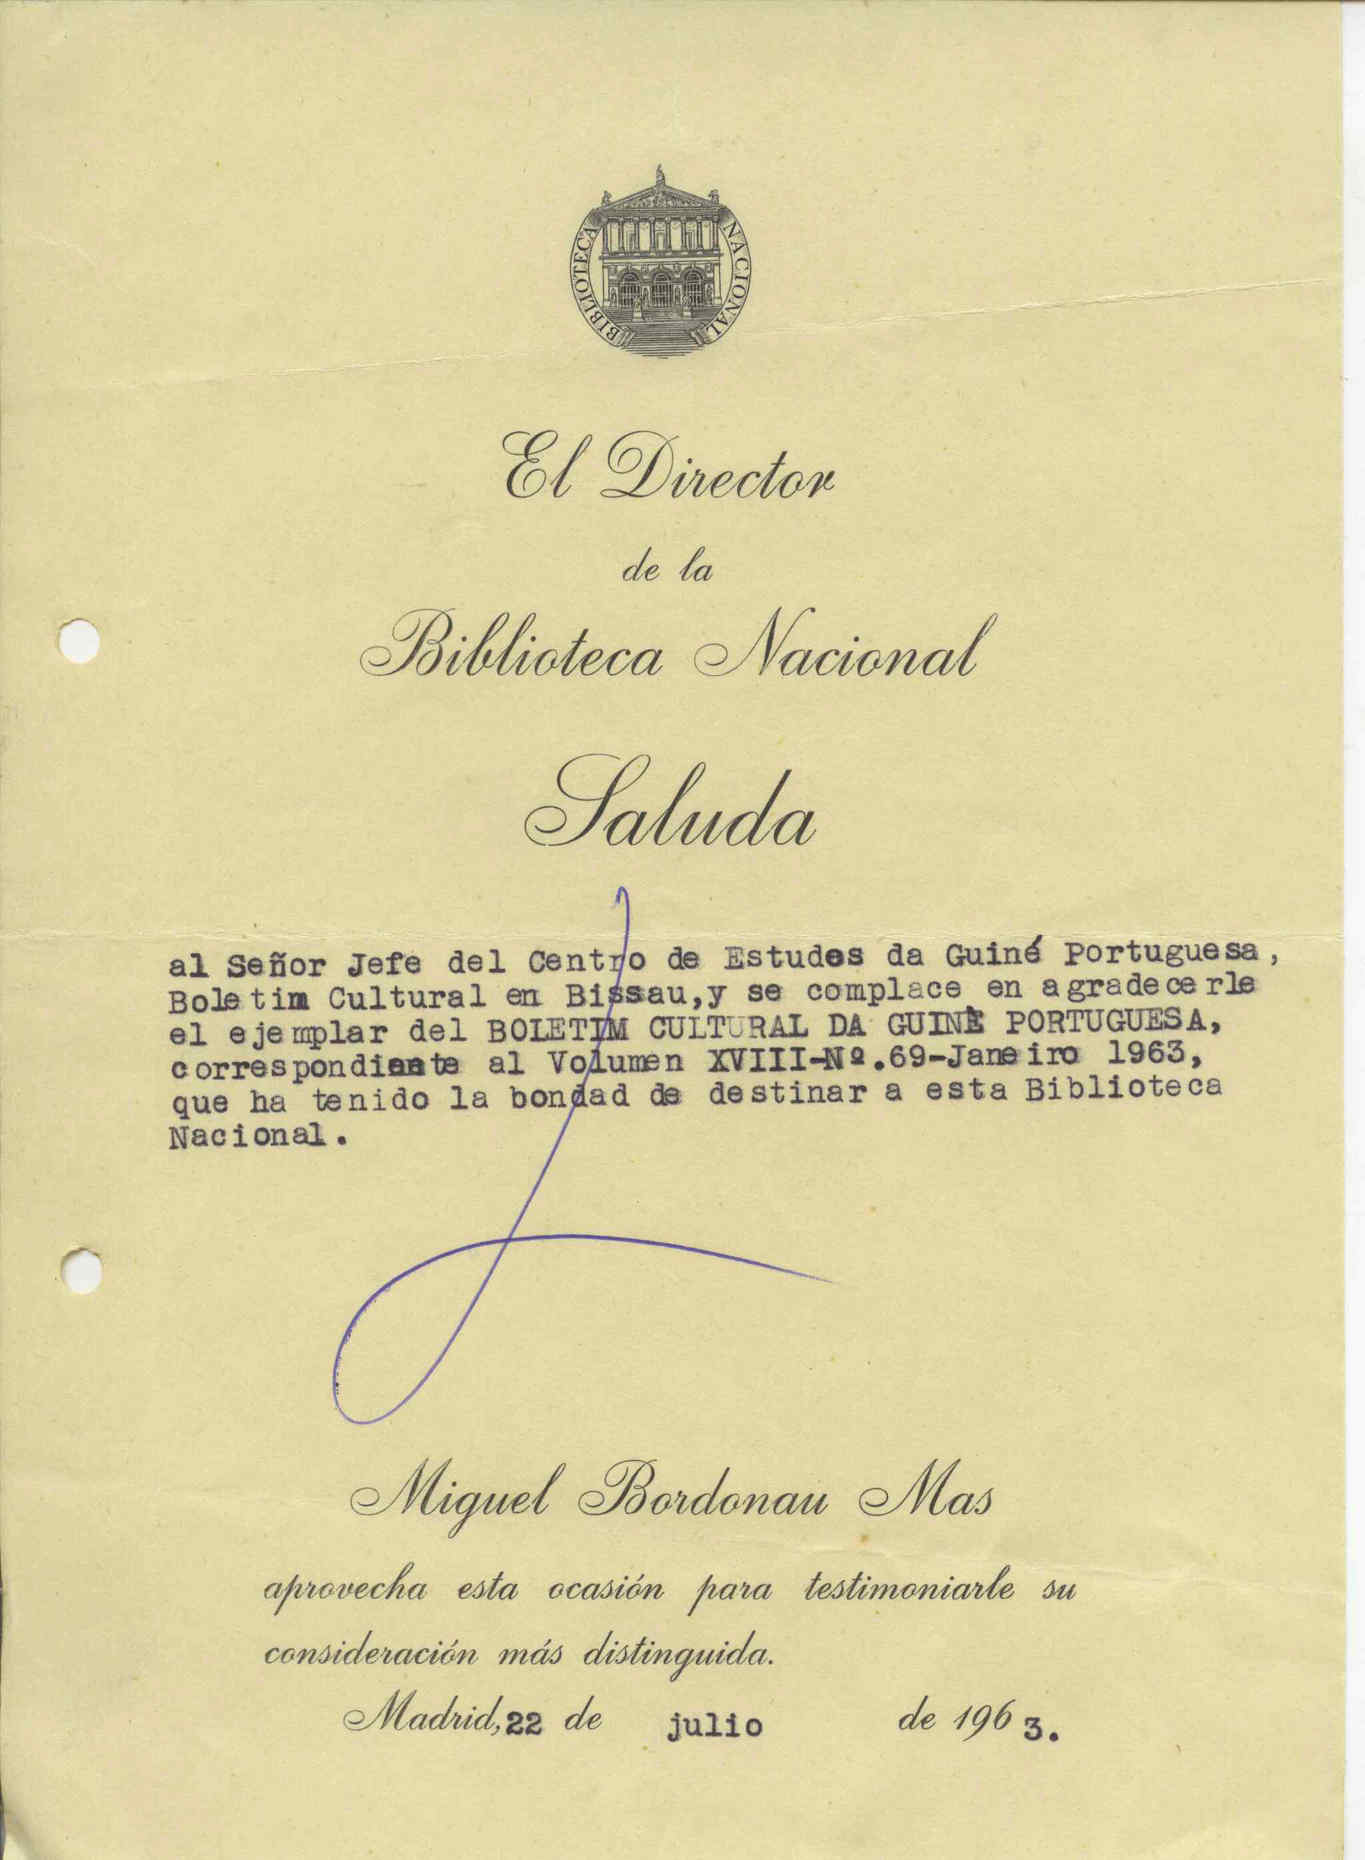 BIBLIOTECA NACIONAL
El Director
de la
Biblioteca Nacional
Saluda
al Señor Jefe del Centro de Estudos da Guiné Portuguesa,
Boletim Cultural en Bissau,y se complace en agradecerle
el ejemplar del BOLETIM CULTURAL DA GUINÈ PORTUGUESA,
correspondiente al Volumen XVIII-Nº.69-Janeiro 1963,
que ha tenido la bondad de destinar a esta Biblioteca
Nacional.
Miguel Bordonau Mas
aprovecha esta ocasión para testimoniarle su
consideración más distinguida.
Madrid,22 de julio de 1963.